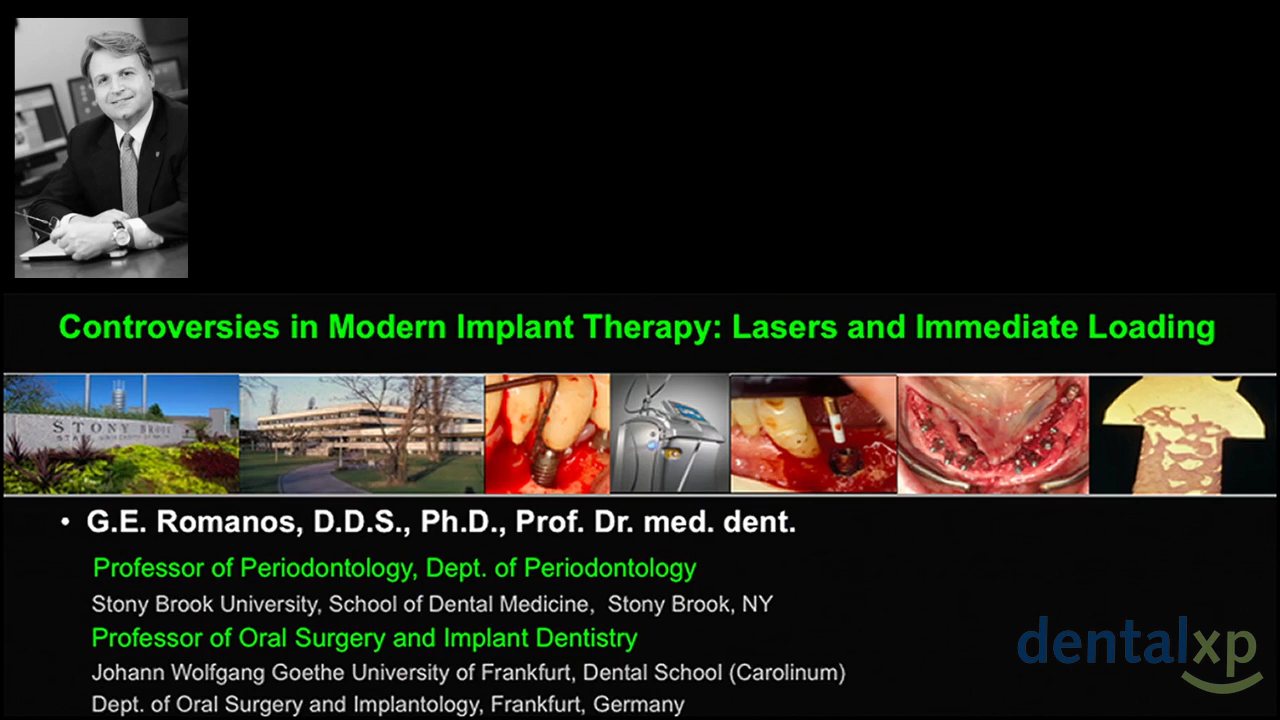 Controversies in Modern Implant Therapy: Lasers and Immediate Loading
STONY BROOK
• G.E. Romanos, D.D.S., Ph.D., Prof. Dr. med. dent.
Professor of Periodontology, Dept. of Periodontology
Stony Brook University, School of Dental Medicine, Stony Brook, NY
Professor of Oral Surgery and Implant Dentistry
Johann Wolfgang Goethe University of Frankfurt, Dental School (Carolinum)
Dept. of Oral Surgery and Implantology, Frankfurt, Germany
dentalxp